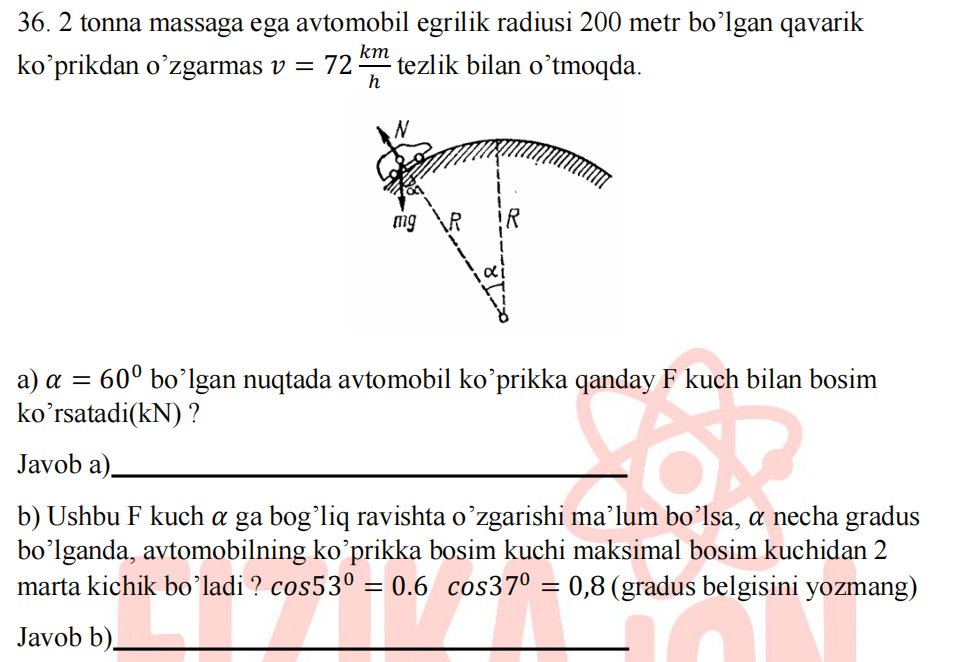 36. 2 tonna massaga ega avtomobil egrilik radiusi 200 metr bo’lgan qavarik
ko’prikdan o’zgarmas v = 72 km/h tezlik bilan o’tmoqda.
N
α
mg
R
R
α
a) α = 60⁰ bo’lgan nuqtada avtomobil ko’prikka qanday F kuch bilan bosim
ko’rsatadi(kN) ?
Javob a)
b) Ushbu F kuch α ga bog’liq ravishta o’zgarishi ma’lum bo’lsa, α necha gradus
bo’lganda, avtomobilning ko’prikka bosim kuchi maksimal bosim kuchidan 2
marta kichik bo’ladi ? cos53⁰ = 0.6 cos37⁰ = 0,8 (gradus belgisini yozmang)
Javob b)
FIZIKAJON